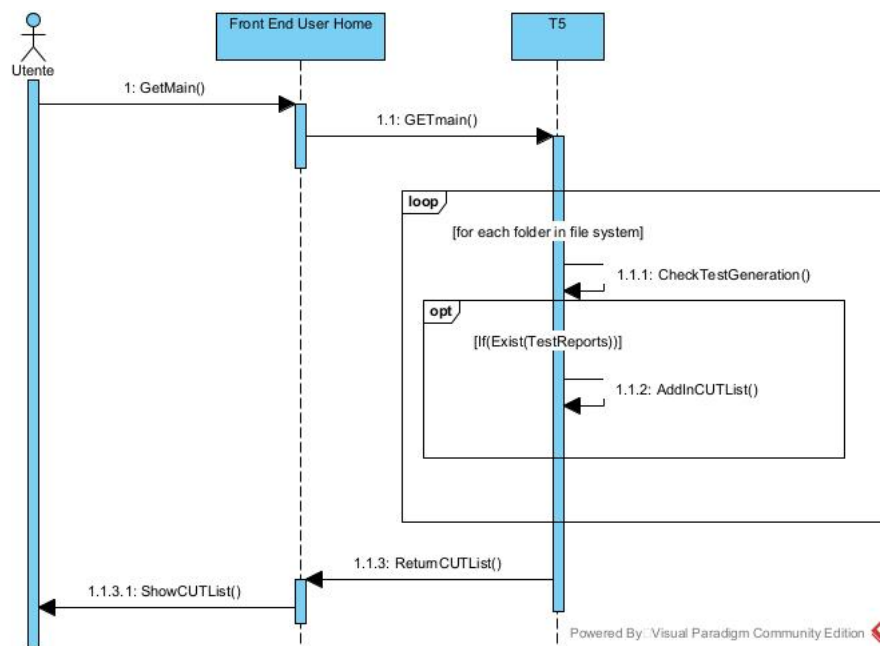 Front End User Home
T5
Utente
1: GetMain()
1.1: GETmain()
loop
[for each folder in file system]
1.1.1: CheckTestGeneration()
opt
[If(Exist(TestReports))]
1.1.2: AddInCUTList()
1.1.3: ReturnCUTList()
1.1.3.1: ShowCUTList()
Powered By Visual Paradigm Community Edition